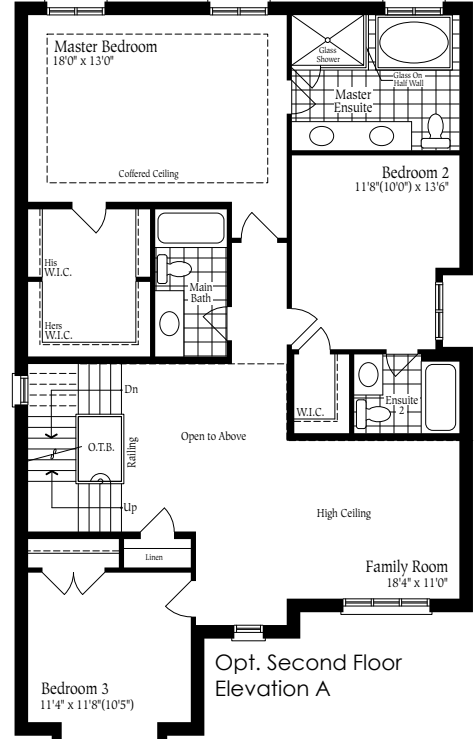 Master Bedroom
18'0" x 13'0"
Coffered Ceiling
Glass
Shower
Glass On
Half Wall
Master
Ensuite
Bedroom 2
11'8"(10'0") x 13'6"
His
W.I.C.
Hers
W.I.C.
Main
Bath
W.I.C.
Ensuite
2
Dn
O.T.B.
Railing
Up
Open to Above
High Ceiling
Linen
Family Room
18'4" x 11'0"
Bedroom 3
11'4" x 11'8"(10'5")
Opt. Second Floor
Elevation A